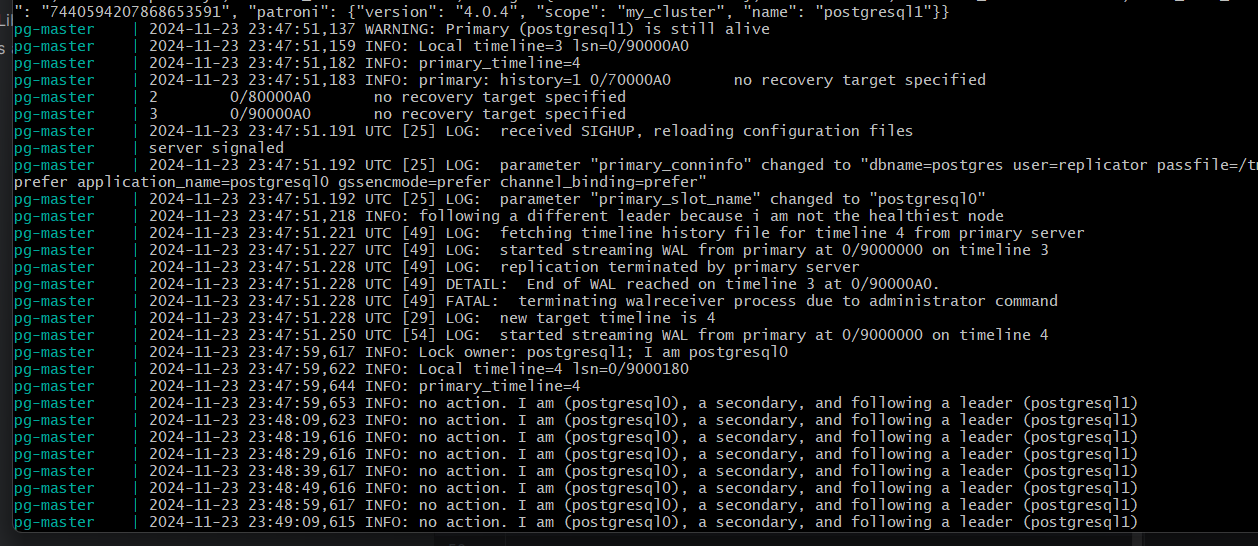 ": "7440594207868653591", "patroni": {"version": "4.0.4", "scope": "my_cluster", "name": "postgresql1"}}
pg-master | 2024-11-23 23:47:51,137 WARNING: Primary (postgresql1) is still alive
pg-master | 2024-11-23 23:47:51,159 INFO: Local timeline=3 lsn=0/90000A0
pg-master | 2024-11-23 23:47:51,182 INFO: primary_timeline=4
pg-master | 2024-11-23 23:47:51,183 INFO: primary: history=1 0/70000A0 no recovery target specified
pg-master | 2 0/80000A0 no recovery target specified
pg-master | 3 0/90000A0 no recovery target specified
pg-master | 2024-11-23 23:47:51.191 UTC [25] LOG: received SIGHUP, reloading configuration files
pg-master | server signaled
pg-master | 2024-11-23 23:47:51.192 UTC [25] LOG: parameter "primary_conninfo" changed to "dbname=postgres user=replicator passfile=/tm
prefer application_name=postgresql0 gssencmode=prefer channel_binding=prefer"
pg-master | 2024-11-23 23:47:51.192 UTC [25] LOG: parameter "primary_slot_name" changed to "postgresql0"
pg-master | 2024-11-23 23:47:51,218 INFO: following a different leader because i am not the healthiest node
pg-master | 2024-11-23 23:47:51.221 UTC [49] LOG: fetching timeline history file for timeline 4 from primary server
pg-master | 2024-11-23 23:47:51.227 UTC [49] LOG: started streaming WAL from primary at 0/9000000 on timeline 3
pg-master | 2024-11-23 23:47:51.228 UTC [49] LOG: replication terminated by primary server
pg-master | 2024-11-23 23:47:51.228 UTC [49] DETAIL: End of WAL reached on timeline 3 at 0/90000A0.
pg-master | 2024-11-23 23:47:51.228 UTC [49] FATAL: terminating walreceiver process due to administrator command
pg-master | 2024-11-23 23:47:51.228 UTC [29] LOG: new target timeline is 4
pg-master | 2024-11-23 23:47:51.250 UTC [54] LOG: started streaming WAL from primary at 0/9000000 on timeline 4
pg-master | 2024-11-23 23:47:59,617 INFO: Lock owner: postgresql1; I am postgresql0
pg-master | 2024-11-23 23:47:59,622 INFO: Local timeline=4 lsn=0/9000180
pg-master | 2024-11-23 23:47:59,644 INFO: primary_timeline=4
pg-master | 2024-11-23 23:47:59,653 INFO: no action. I am (postgresql0), a secondary, and following a leader (postgresql1)
pg-master | 2024-11-23 23:48:09,623 INFO: no action. I am (postgresql0), a secondary, and following a leader (postgresql1)
pg-master | 2024-11-23 23:48:19,616 INFO: no action. I am (postgresql0), a secondary, and following a leader (postgresql1)
pg-master | 2024-11-23 23:48:29,616 INFO: no action. I am (postgresql0), a secondary, and following a leader (postgresql1)
pg-master | 2024-11-23 23:48:39,617 INFO: no action. I am (postgresql0), a secondary, and following a leader (postgresql1)
pg-master | 2024-11-23 23:48:49,616 INFO: no action. I am (postgresql0), a secondary, and following a leader (postgresql1)
pg-master | 2024-11-23 23:48:59,617 INFO: no action. I am (postgresql0), a secondary, and following a leader (postgresql1)
pg-master | 2024-11-23 23:49:09,615 INFO: no action. I am (postgresql0), a secondary, and following a leader (postgresql1)